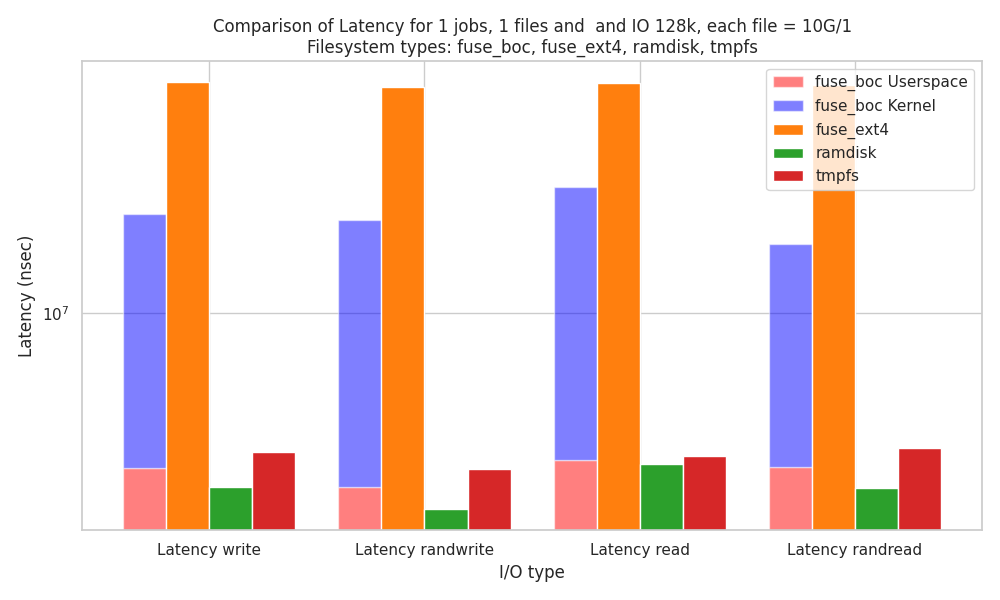 Comparison of Latency for 1 jobs, 1 files and  and IO 128k, each file = 10G/1
Filesystem types: fuse_boc, fuse_ext4, ramdisk, tmpfs
fuse_boc Userspace
fuse_boc Kernel
fuse_ext4
ramdisk
tmpfs
Latency (nsec)
10⁷
Latency write
Latency randwrite
Latency read
Latency randread
I/O type